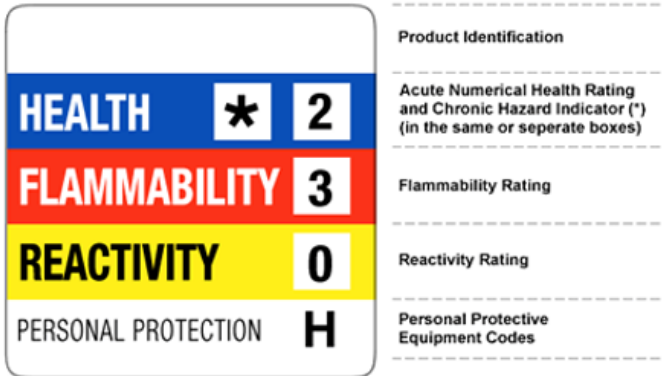 Product Identification
HEALTH * 2
Acute Numerical Health Rating
and Chronic Hazard Indicator (*)
(in the same or seperate boxes)
FLAMMABILITY 3
Flammability Rating
REACTIVITY 0
Reactivity Rating
PERSONAL PROTECTION H
Personal Protective
Equipment Codes